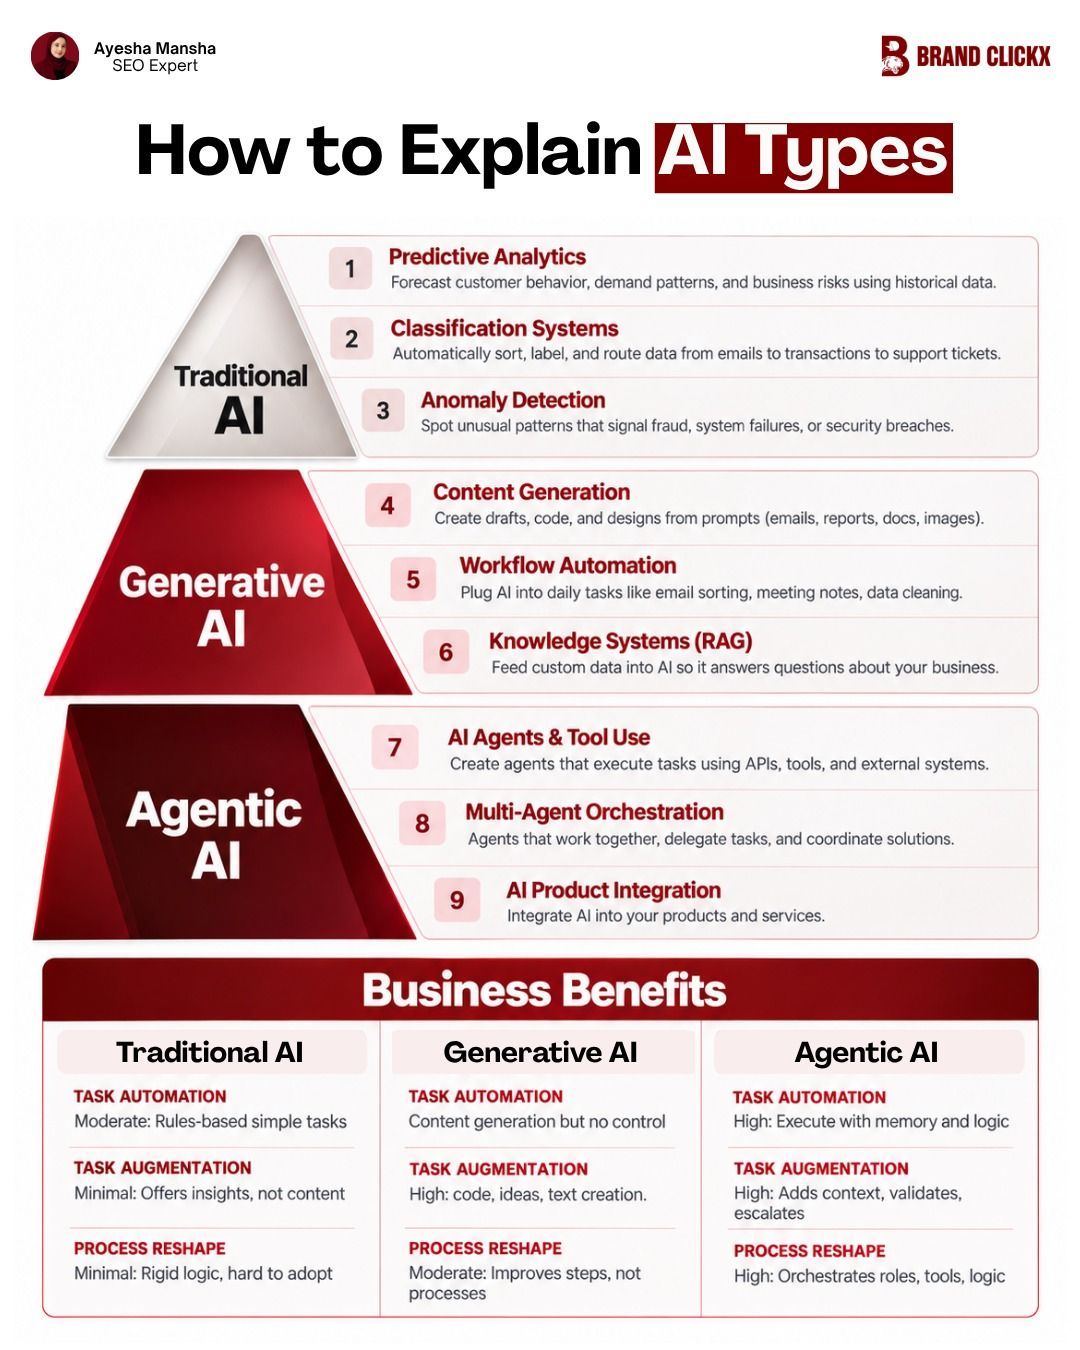 Ayesha Mansha
SEO Expert
BRAND CLICKX
How to Explain AI Types
Traditional
AI
1
Predictive Analytics
Forecast customer behavior, demand patterns, and business risks using historical data.
2
Classification Systems
Automatically sort, label, and route data from emails to transactions to support tickets.
3
Anomaly Detection
Spot unusual patterns that signal fraud, system failures, or security breaches.
Generative
AI
4
Content Generation
Create drafts, code, and designs from prompts (emails, reports, docs, images).
5
Workflow Automation
Plug AI into daily tasks like email sorting, meeting notes, data cleaning.
6
Knowledge Systems (RAG)
Feed custom data into AI so it answers questions about your business.
Agentic
AI
7
AI Agents & Tool Use
Create agents that execute tasks using APIs, tools, and external systems.
8
Multi-Agent Orchestration
Agents that work together, delegate tasks, and coordinate solutions.
9
AI Product Integration
Integrate AI into your products and services.
Business Benefits
Traditional AI
TASK AUTOMATION
Moderate: Rules-based simple tasks
TASK AUGMENTATION
Minimal: Offers insights, not content
PROCESS RESHAPE
Minimal: Rigid logic, hard to adopt
Generative AI
TASK AUTOMATION
Content generation but no control
TASK AUGMENTATION
High: code, ideas, text creation.
PROCESS RESHAPE
Moderate: Improves steps, not
processes
Agentic AI
TASK AUTOMATION
High: Execute with memory and logic
TASK AUGMENTATION
High: Adds context, validates,
escalates
PROCESS RESHAPE
High: Orchestrates roles, tools, logic